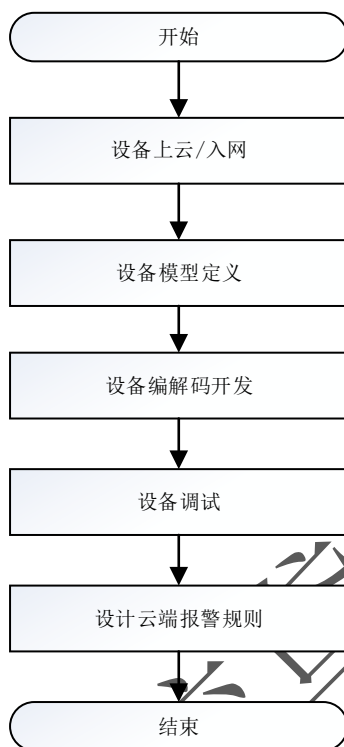 开始
设备上云/入网
设备模型定义
设备编解码开发
设备调试
设计云端报警规则
结束